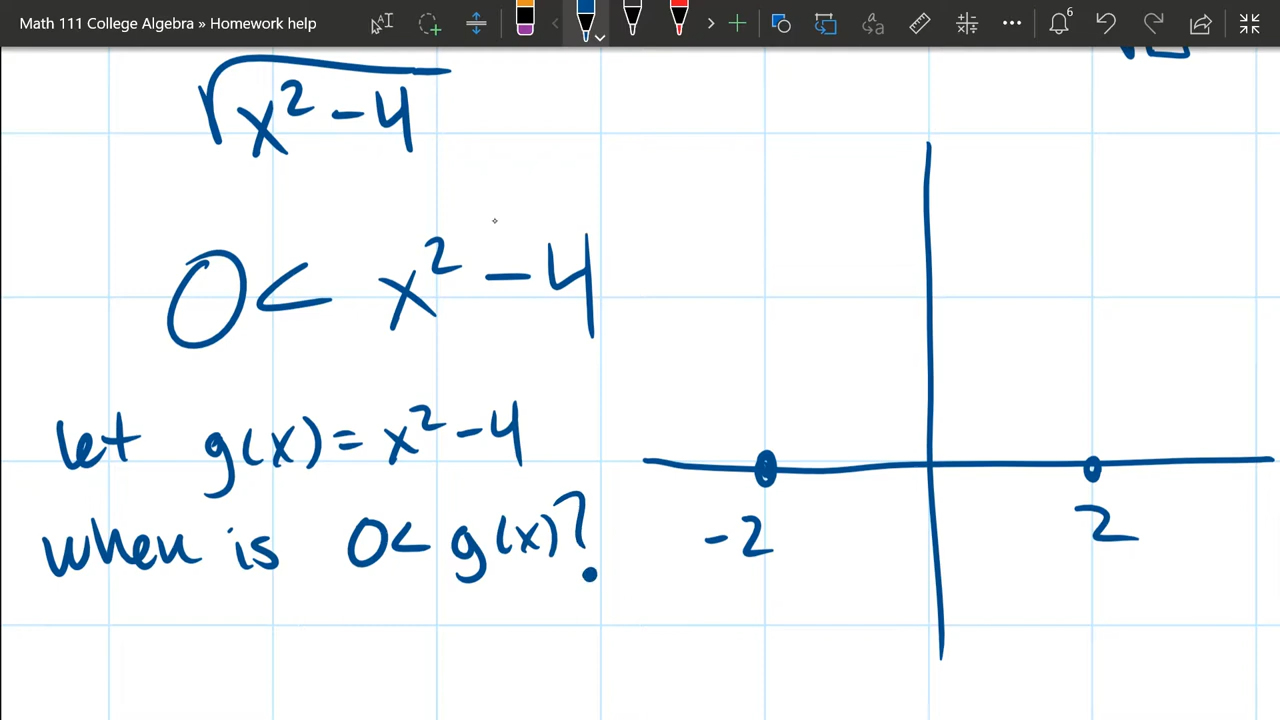 Math 111 College Algebra » Homework help
6
√x² - 4
0 < x² - 4
let g(x) = x² - 4
when is 0 < g(x)?
-2
2